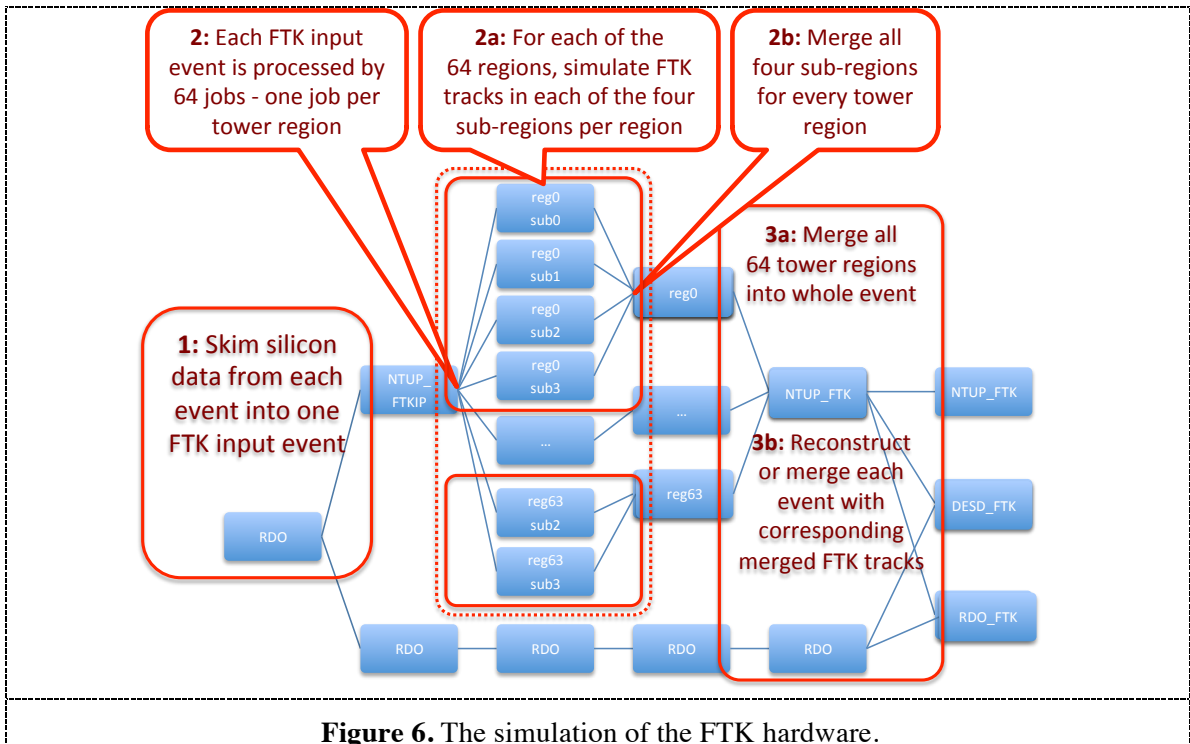 2: Each FTK input
event is processed by
64 jobs - one job per
tower region
2a: For each of the
64 regions, simulate FTK
tracks in each of the four
sub-regions per region
2b: Merge all
four sub-regions
for every tower
region
1: Skim silicon
data from each
event into one
FTK input event
RDO
NTUP_
FTKIP
reg0
sub0
reg0
sub1
reg0
sub2
reg0
sub3
...
reg63
sub2
reg63
sub3
reg0
...
reg63
3a: Merge all
64 tower regions
into whole event
NTUP_FTK
3b: Reconstruct
or merge each
event with
corresponding
merged FTK tracks
NTUP_FTK
DESD_FTK
RDO_FTK
RDO
RDO
RDO
RDO
Figure 6. The simulation of the FTK hardware.